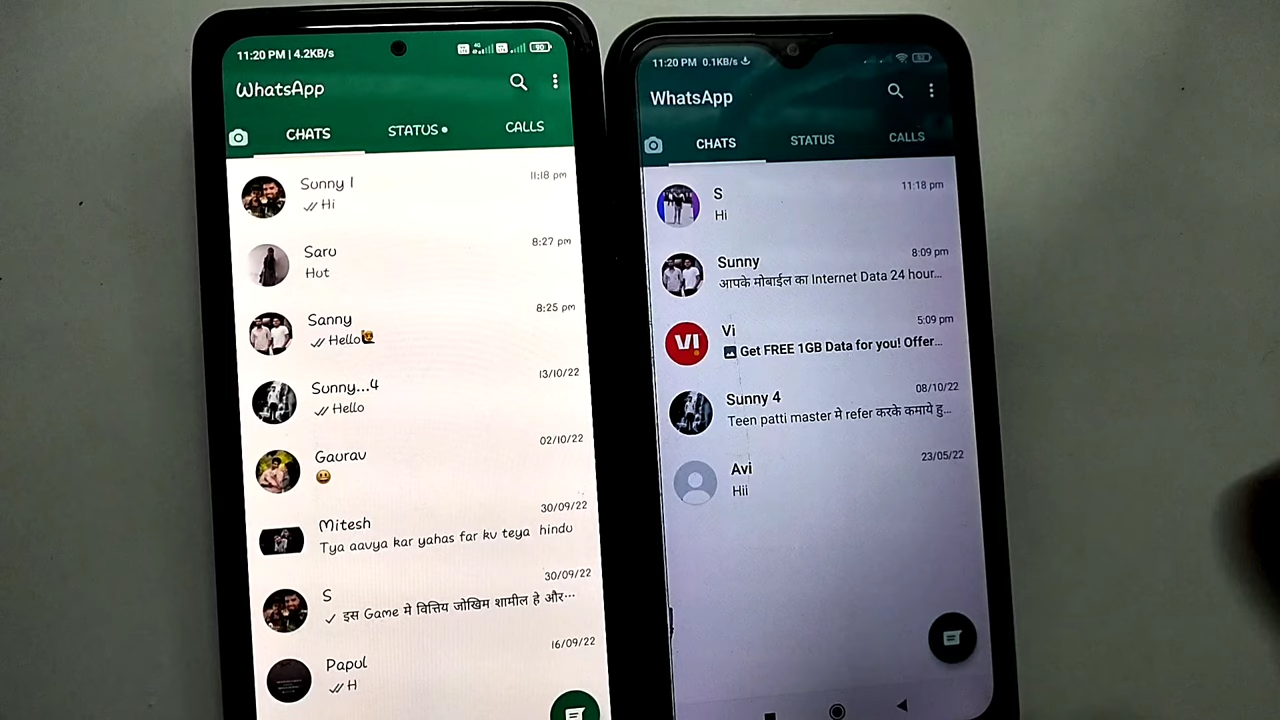 11:20 PM | 4.2KB/s
90
WhatsApp
CHATS
STATUS
CALLS
Sunny 1
11:18 pm
Hi
Saru
8:27 pm
Hut
Sanny
8:25 pm
Hello
Sunny...4
13/10/22
Hello
Gaurav
02/10/22
Mitesh
30/09/22
Tya aavya kar yahas far kv teya hindu
S
30/09/22
इस Game मे वित्तिय जोखिम शामील हे और...
Papul
16/09/22
H
11:20 PM 0.1KB/s
WhatsApp
CHATS
STATUS
CALLS
S
11:18 pm
Hi
Sunny
8:09 pm
आपके मोबाईल का Internet Data 24 hour...
Vi
5:09 pm
VI
Get FREE 1GB Data for you! Offer...
Sunny 4
08/10/22
Teen patti master मे refer करके कमाये हु...
Avi
23/05/22
Hii